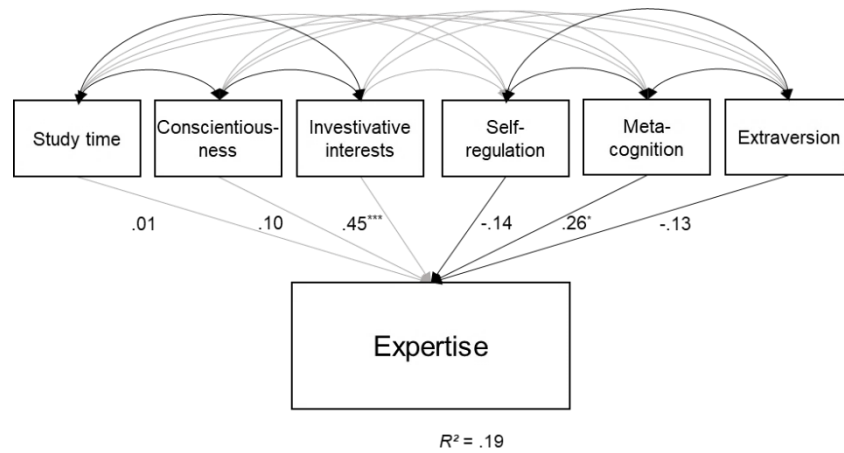 Study time
Conscientious-
ness
Investivative
interests
Self-
regulation
Meta-
cognition
Extraversion
.01
.10
.45***
-.14
.26*
-.13
Expertise
R² = .19